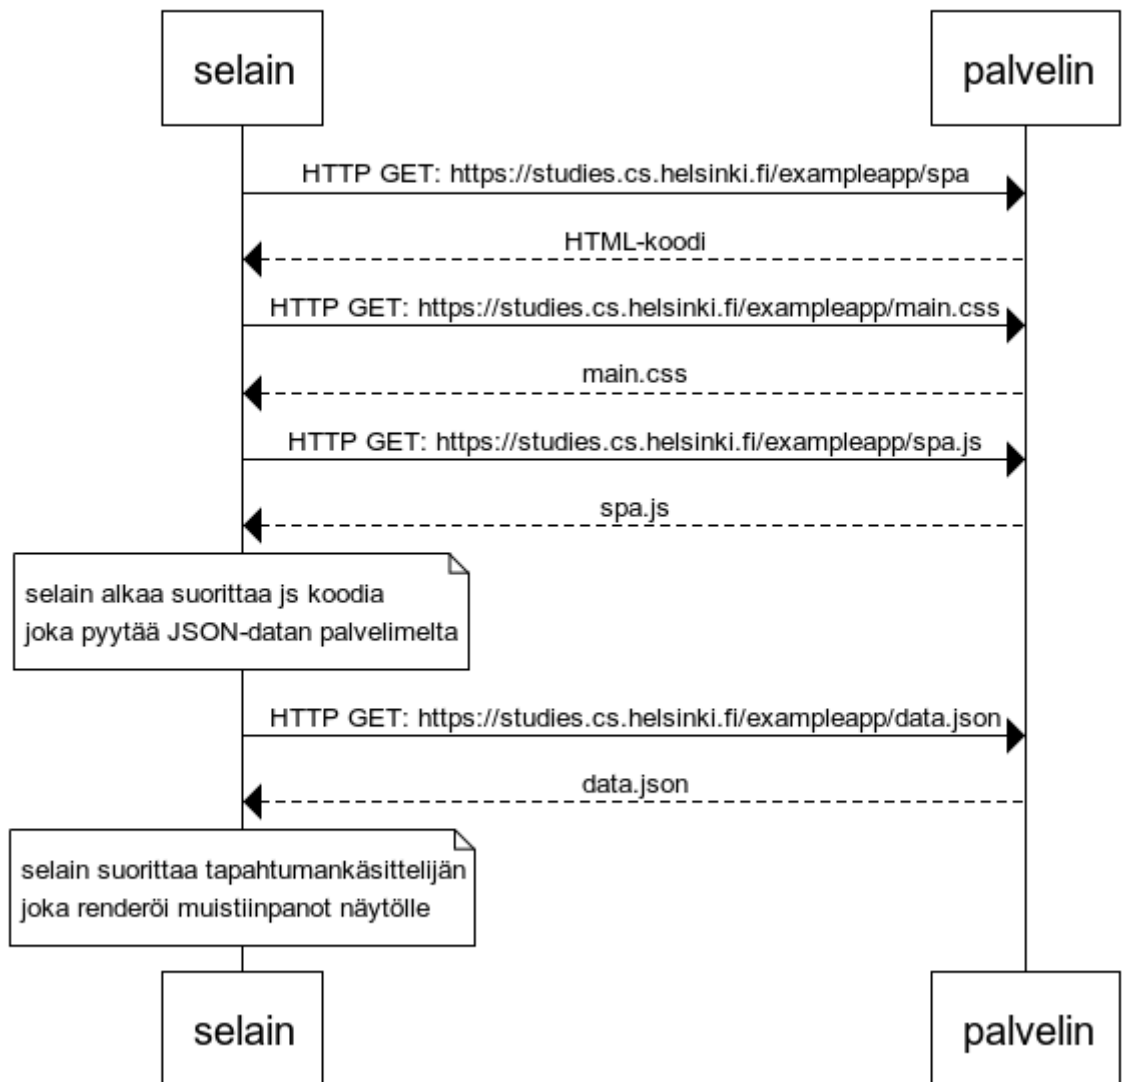 selain
palvelin
HTTP GET: https://studies.cs.helsinki.fi/exampleapp/spa
HTML-koodi
HTTP GET: https://studies.cs.helsinki.fi/exampleapp/main.css
main.css
HTTP GET: https://studies.cs.helsinki.fi/exampleapp/spa.js
spa.js
selain alkaa suorittaa js koodia
joka pyytää JSON-datan palvelimelta
HTTP GET: https://studies.cs.helsinki.fi/exampleapp/data.json
data.json
selain suorittaa tapahtumankäsittelijän
joka renderöi muistiinpanot näytölle
selain
palvelin